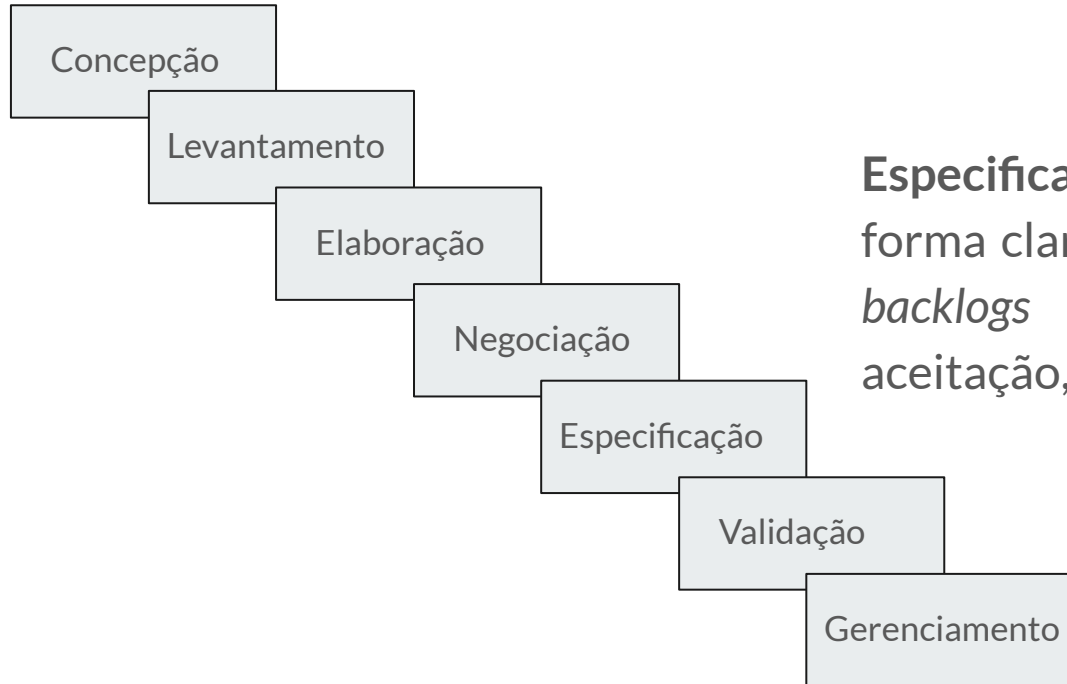 Concepção
Levantamento
Elaboração
Negociação
Especificação
Validação
Gerenciamento
forma
backlogs
aceitação,